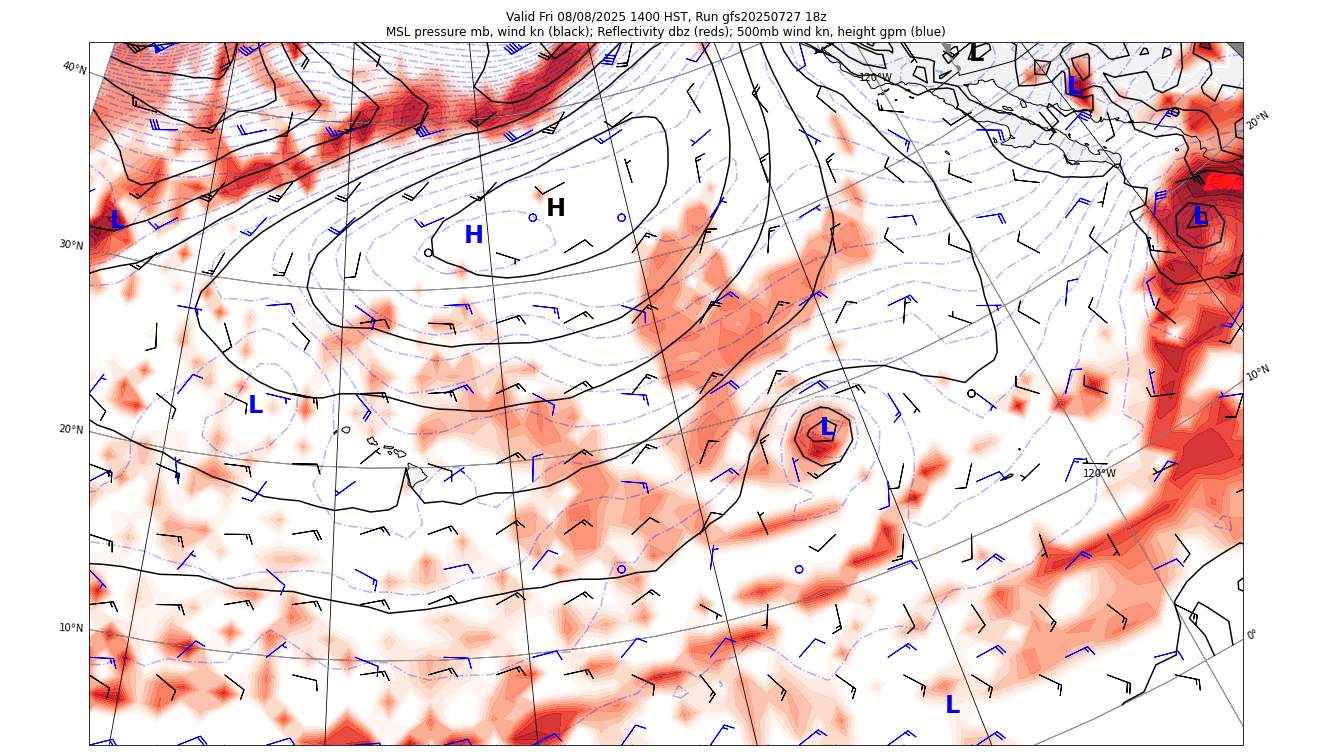 Valid Fri 08/08/2025 1400 HST, Run gfs20250727 18z
MSL pressure mb, wind kn (black); Reflectivity dbz (reds); 500mb wind kn, height gpm (blue)
L
40°N
120°W
L
20°N
L
H
L
30°N
H
10°N
L
L
20°N
120°W
10°N
0°
L